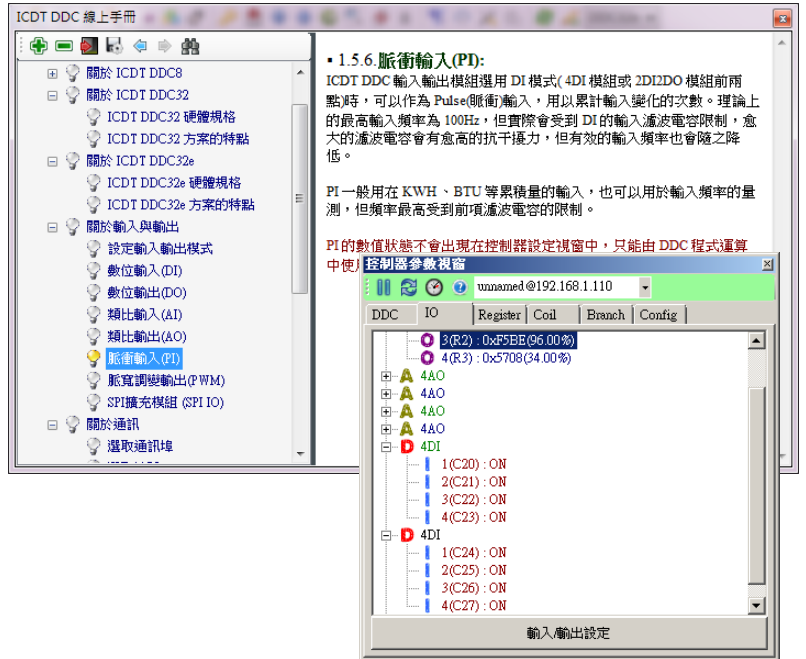 ICDT DDC 線上手冊
關於 ICDT DDC8
關於 ICDT DDC32
ICDT DDC32 硬體規格
ICDT DDC32 方案的特點
關於 ICDT DDC32e
ICDT DDC32e 硬體規格
ICDT DDC32e 方案的特點
關於輸入與輸出
設定輸入輸出模式
數位輸入(DI)
數位輸出(DO)
類比輸入(AI)
類比輸出(AO)
脈衝輸入(PI)
脈寬調變輸出(PWM)
SPI擴充模組 (SPI IO)
關於通訊
選取通訊埠
▪ 1.5.6.脈衝輸入(PI):
ICDT DDC 輸入輸出模組選用 DI 模式( 4DI 模組或 2DI2DO 模組前兩
點)時，可以作為 Pulse(脈衝)輸入，用以累計輸入變化的次數。理論上
的最高輸入頻率為 100Hz，但實際會受到 DI 的輸入濾波電容限制，愈
大的濾波電容會有愈高的抗干擾力，但有效的輸入頻率也會隨之降
低。
PI 一般用在 KWH、BTU 等累積量的輸入，也可以用於輸入頻率的量
測，但頻率最高受到前項濾波電容的限制。
PI 的數值狀態不會出現在控制器設定視窗中，只能由 DDC 程式運算
中使用
控制器參數視窗
unnamed@192.168.1.110
DDC IO Register Coil Branch Config
3(R2) : 0xF5BE(96.00%)
4(R3) : 0x5708(34.00%)
4AO
4AO
4AO
4AO
4DI
1(C20) : ON
2(C21) : ON
3(C22) : ON
4(C23) : ON
4DI
1(C24) : ON
2(C25) : ON
3(C26) : ON
4(C27) : ON
輸入/輸出設定